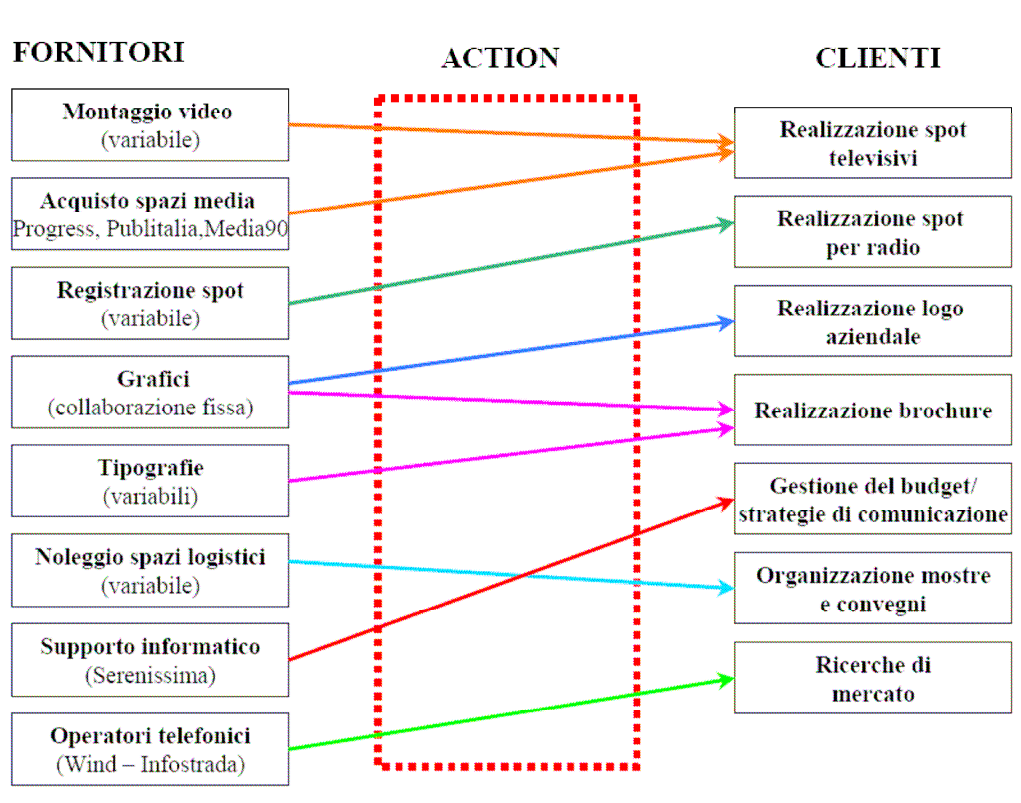 FORNITORI
ACTION
CLIENTI
Montaggio video
(variabile)
Acquisto spazi media
Progress, Publitalia,Media90
Registrazione spot
(variabile)
Grafici
(collaborazione fissa)
Tipografie
(variabili)
Noleggio spazi logistici
(variabile)
Supporto informatico
(Serenissima)
Operatori telefonici
(Wind – Infostrada)
Realizzazione spot
televisivi
Realizzazione spot
per radio
Realizzazione logo
aziendale
Realizzazione brochure
Gestione del budget/
strategie di comunicazione
Organizzazione mostre
e convegni
Ricerche di
mercato